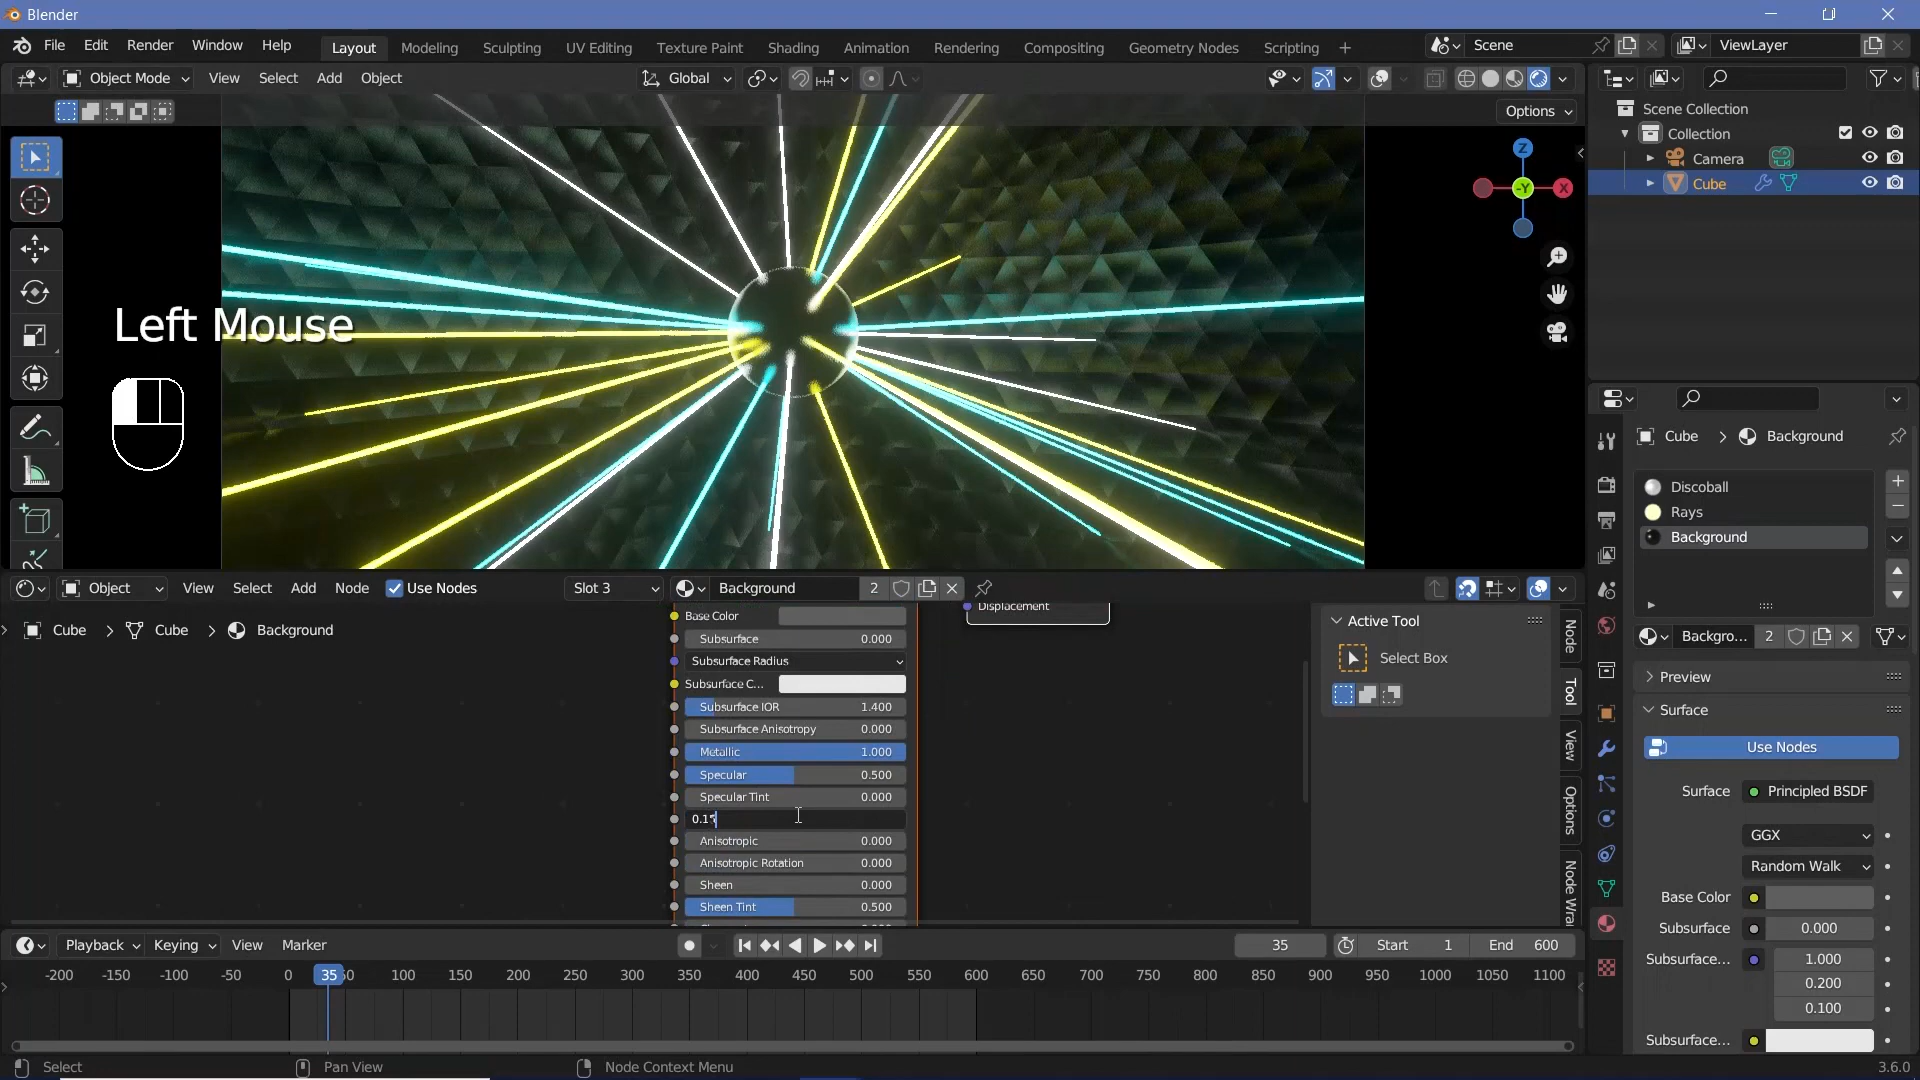 Blender
File Edit Render Window Help Layout Modeling Sculpting UV Editing Texture Paint Shading Animation Rendering Compositing Geometry Nodes Scripting + Scene ViewLayer
Object Mode View Select Add Object Global
Options
Scene Collection
Collection
Camera
Cube
Z
-Y
X
Left Mouse
Cube > Background
Discoball
Rays
Background
Backgro... 2
Preview
Surface
Use Nodes
Surface Principled BSDF
GGX
Random Walk
Base Color
Subsurface 0.000
Subsurface... 1.000
0.200
0.100
Subsurface...
Object View Select Add Node Use Nodes Slot 3 Background 2
Cube > Cube > Background
Displacement
Base Color
Subsurface 0.000
Subsurface Radius
Subsurface C...
Subsurface IOR 1.400
Subsurface Anisotropy 0.000
Metallic 1.000
Specular 0.500
Specular Tint 0.000
Anisotropic 0.000
Anisotropic Rotation 0.000
Sheen 0.000
Sheen Tint 0.500
Active Tool
Select Box
Node
Tool
View
Options
Node Wra
Playback Keying View Marker 35 Start 1 End 600
-200 -150 -100 -50 0 35 100 150 200 250 300 350 400 450 500 550 600 650 700 750 800 850 900 950 1000 1050 1100
Select Pan View Node Context Menu 3.6.0